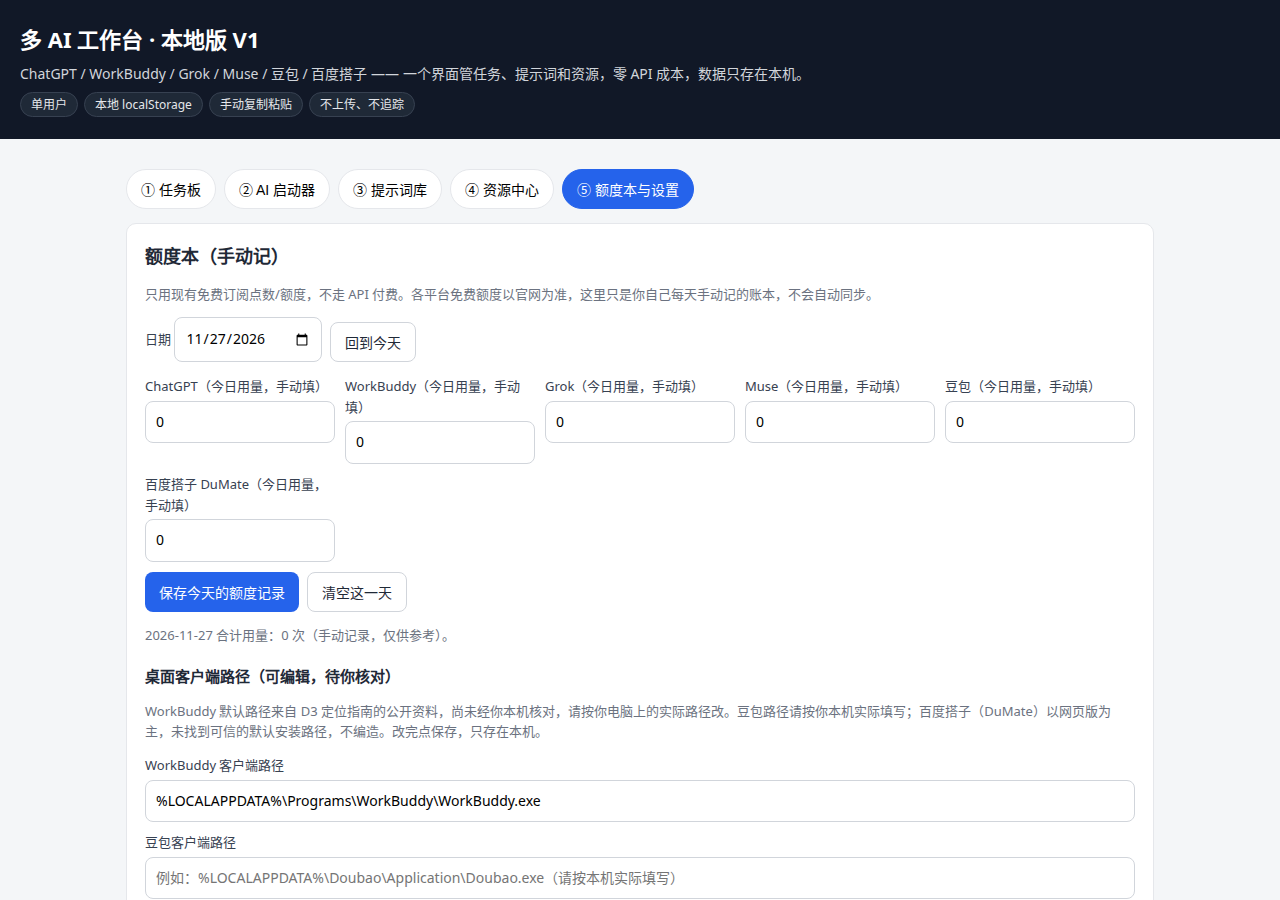 多 AI 工作台 · 本地版 V1
ChatGPT / WorkBuddy / Grok / Muse / 豆包 / 百度搭子 —— 一个界面管任务、提示词和资源，零 API 成本，数据只存在本机。
单用户 本地 localStorage 手动复制粘贴 不上传、不追踪
① 任务板 ② AI 启动器 ③ 提示词库 ④ 资源中心 ⑤ 额度本与设置
额度本（手动记）
只用现有免费订阅点数/额度，不走 API 付费。各平台免费额度以官网为准，这里只是你自己每天手动记的账本，不会自动同步。
日期 11/27/2026 回到今天
ChatGPT（今日用量，手动填）
0
WorkBuddy（今日用量，手动
填）
0
Grok（今日用量，手动填）
0
Muse（今日用量，手动填）
0
豆包（今日用量，手动填）
0
百度搭子 DuMate（今日用量，
手动填）
0
保存今天的额度记录 清空这一天
2026-11-27 合计用量：0 次（手动记录，仅供参考）。
桌面客户端路径（可编辑，待你核对）
WorkBuddy 默认路径来自 D3 定位指南的公开资料，尚未经你本机核对，请按你电脑上的实际路径改。豆包路径请按你本机实际填写；百度搭子（DuMate）以网页版为
主，未找到可信的默认安装路径，不编造。改完点保存，只存在本机。
WorkBuddy 客户端路径
%LOCALAPPDATA%\Programs\WorkBuddy\WorkBuddy.exe
豆包客户端路径
例如：%LOCALAPPDATA%\Doubao\Application\Doubao.exe（请按本机实际填写）